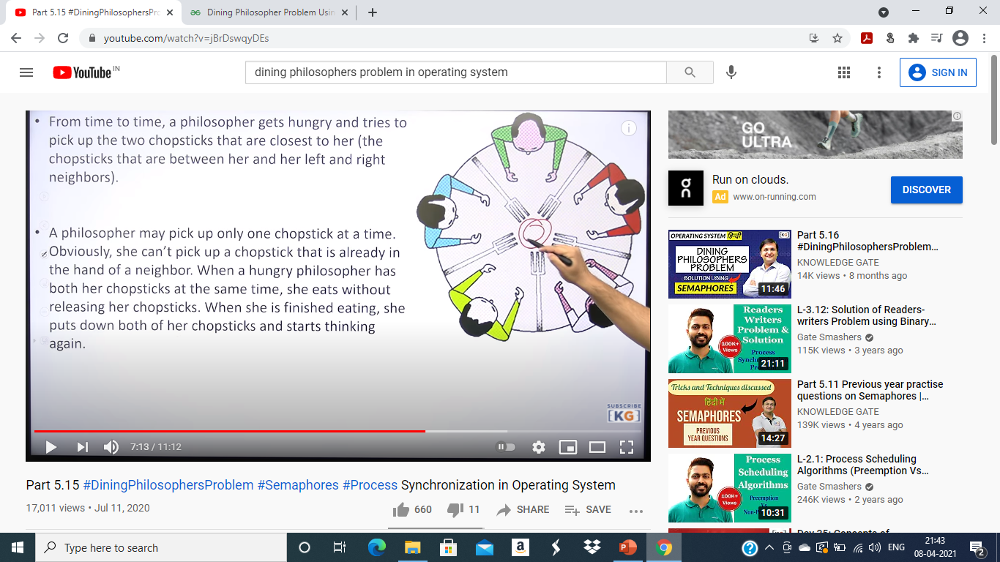 Part 5.15 #DiningPhilosophersPro
Dining Philosopher Problem Usin
youtube.com/watch?v=jBrDswqyDEs
YouTube IN
dining philosophers problem in operating system
SIGN IN
• From time to time, a philosopher gets hungry and tries to
pick up the two chopsticks that are closest to her (the
chopsticks that are between her and her left and right
neighbors).
• A philosopher may pick up only one chopstick at a time.
Obviously, she can't pick up a chopstick that is already in
the hand of a neighbor. When a hungry philosopher has
both her chopsticks at the same time, she eats without
releasing her chopsticks. When she is finished eating, she
puts down both of her chopsticks and starts thinking
again.
SUBSCRIBE
[KG]
7:13 / 11:12
Part 5.15 #DiningPhilosophersProblem #Semaphores #Process Synchronization in Operating System
17,011 views • Jul 11, 2020
660
11
SHARE
SAVE
GO
ULTRA
on
Run on clouds.
Ad www.on-running.com
DISCOVER
OPERATING SYSTEM हिन्दी
[KG]
DINING
PHILOSOPHERS
PROBLEM
SOLUTION USING
SEMAPHORES
11:46
Part 5.16
#DiningPhilosophersProblem…
KNOWLEDGE GATE
14K views • 8 months ago
Readers
Writers
Problem &
Solution
100K+
Views
Process
21:11
L-3.12: Solution of Readers-
writers Problem using Binary…
Gate Smashers
115K views • 3 years ago
Tricks and Techniques discussed
हिंदी में
SEMAPHORES
PREVIOUS
YEAR QUESTIONS
14:27
Part 5.11 Previous year practise
questions on Semaphores |…
KNOWLEDGE GATE
139K views • 4 years ago
Process
Scheduling
Algorithms
100K+
Views
Preemption
Vs
10:31
L-2.1: Process Scheduling
Algorithms (Preemption Vs…
Gate Smashers
246K views • 2 years ago
Type here to search
ENG
21:43
08-04-2021
2